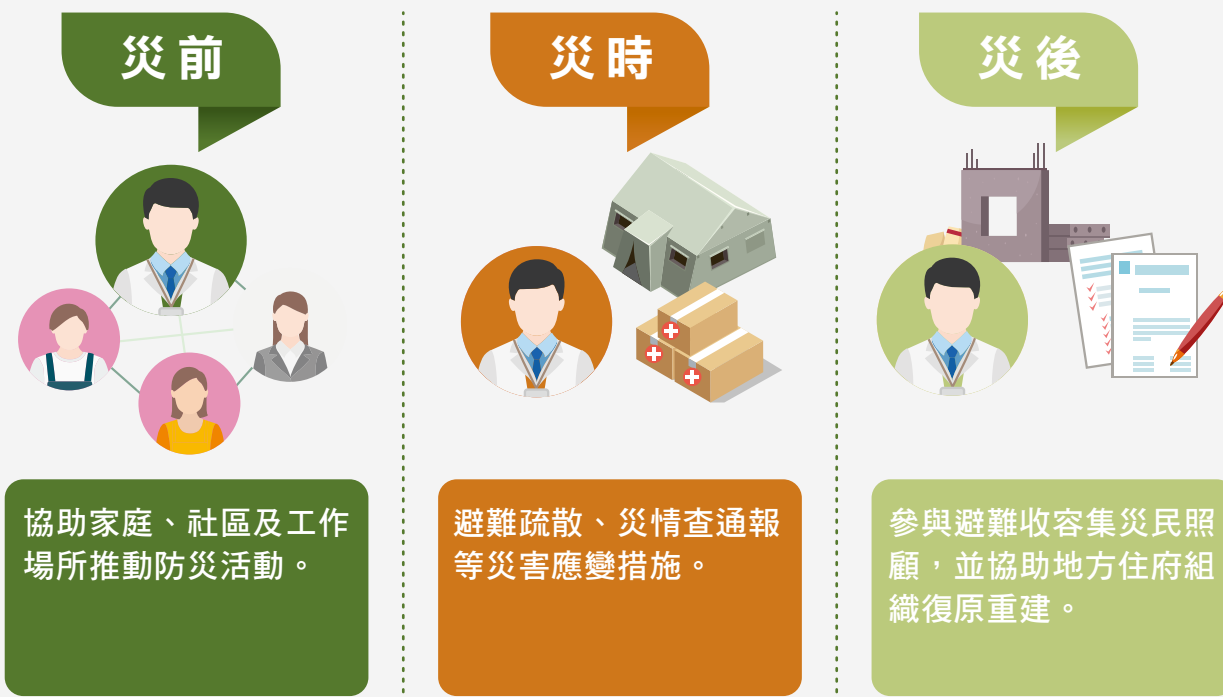 災前
協助家庭、社區及工作
場所推動防災活動。
災時
避難疏散、災情查通報
等災害應變措施。
災後
參與避難收容集災民照
顧，並協助地方住府組
織復原重建。